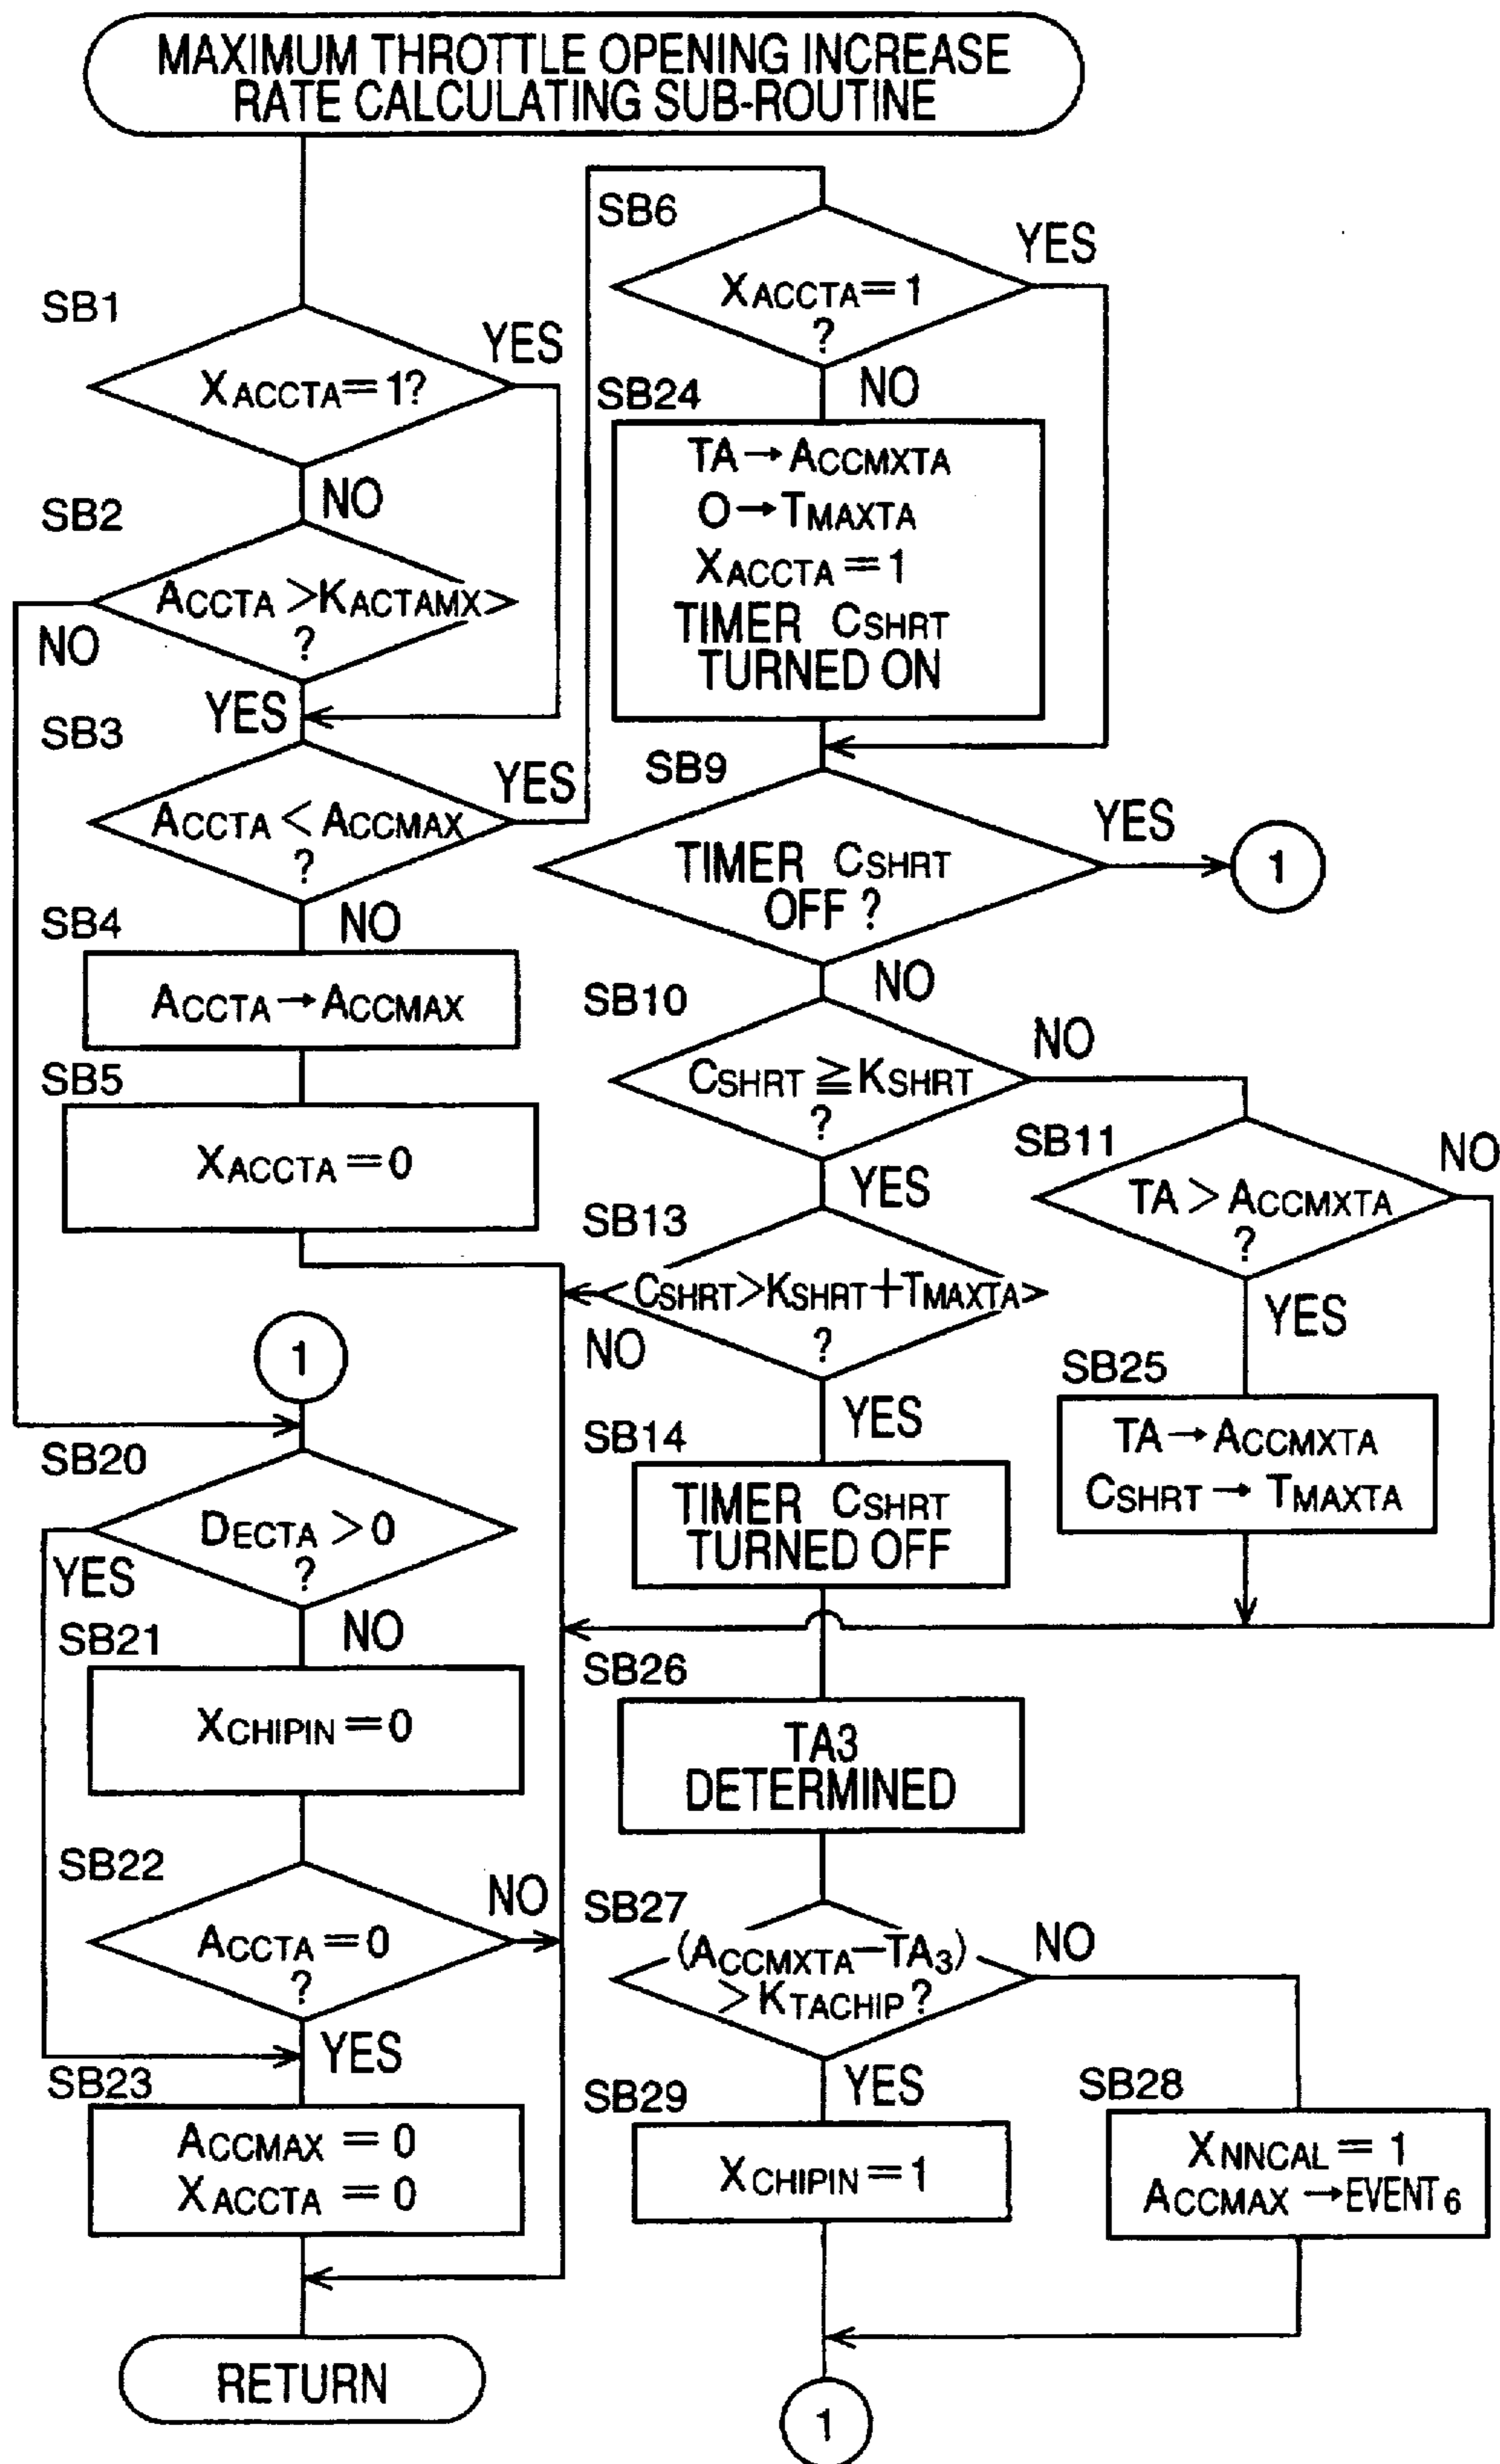 MAXIMUM THROTTLE OPENING INCREASE
RATE CALCULATING SUB-ROUTINE
SB1
XACCTA=1?
YES
NO
SB2
ACCTA>KACTAMX
?
NO
YES
SB3
ACCTA<ACCMAX
?
YES
NO
SB4
ACCTA→ACCMAX
SB5
XACCTA=0
1
SB20
DECTA>0
?
YES
NO
SB21
XCHIPIN=0
SB22
ACCTA=0
?
NO
YES
SB23
ACCMAX=0
XACCTA=0
RETURN
SB6
XACCTA=1
?
YES
NO
SB24
TA→ACCMXTA
O→TMAXTA
XACCTA=1
TIMER CSHRT
TURNED ON
SB9
TIMER CSHRT
OFF?
YES
1
NO
SB10
CSHRT≧KSHRT
?
NO
YES
SB11
TA>ACCMXTA
?
NO
YES
SB25
TA→ACCMXTA
CSHRT→TMAXTA
SB13
CSHRT>KSHRT+TMAXTA
?
NO
YES
SB14
TIMER CSHRT
TURNED OFF
SB26
TA3
DETERMINED
SB27
(ACCMXTA−TA3)
>KTACHIP?
NO
YES
SB29
XCHIPIN=1
SB28
XNNCAL=1
ACCMAX→EVENT6
1